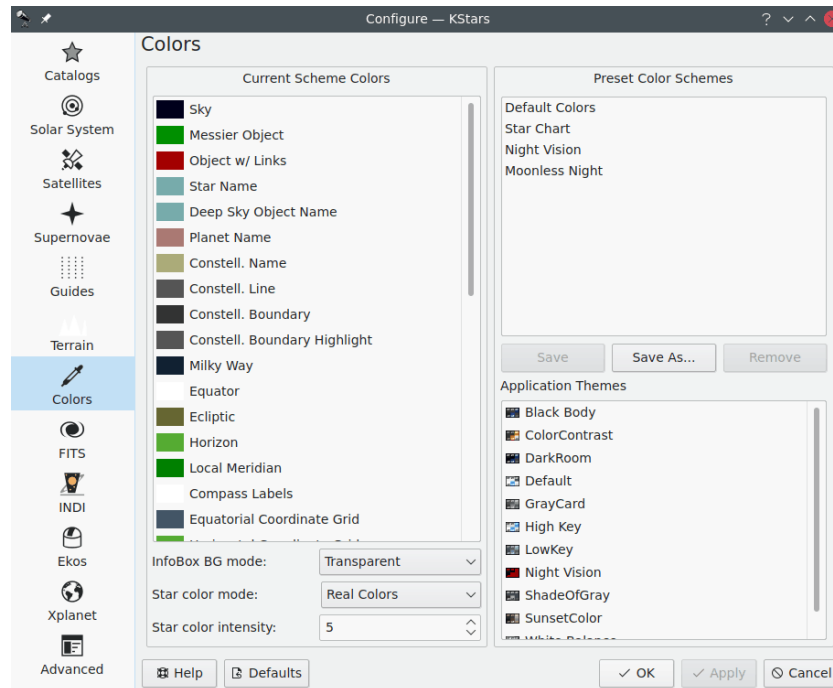 Configure — KStars
Catalogs
Solar System
Satellites
Supernovae
Guides
Terrain
Colors
FITS
INDI
Ekos
Xplanet
Advanced
Colors
Current Scheme Colors
Sky
Messier Object
Object w/ Links
Star Name
Deep Sky Object Name
Planet Name
Constell. Name
Constell. Line
Constell. Boundary
Constell. Boundary Highlight
Milky Way
Equator
Ecliptic
Horizon
Local Meridian
Compass Labels
Equatorial Coordinate Grid
InfoBox BG mode: Transparent
Star color mode: Real Colors
Star color intensity: 5
Preset Color Schemes
Default Colors
Star Chart
Night Vision
Moonless Night
Save Save As... Remove
Application Themes
Black Body
ColorContrast
DarkRoom
Default
GrayCard
High Key
LowKey
Night Vision
ShadeOfGray
SunsetColor
White Balance
Help Defaults OK Apply Cancel